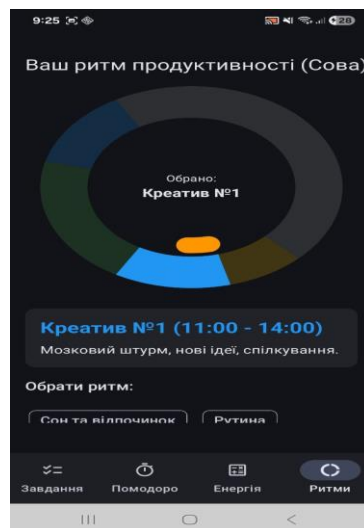 9:25
28
Ваш ритм продуктивності (Сова)
Обрано:
Креатив №1
Креатив №1 (11:00 - 14:00)
Мозковий штурм, нові ідеї, спілкування.
Обрати ритм:
Сон та відпочинок Рутина
Завдання Помодоро Енергія Ритми